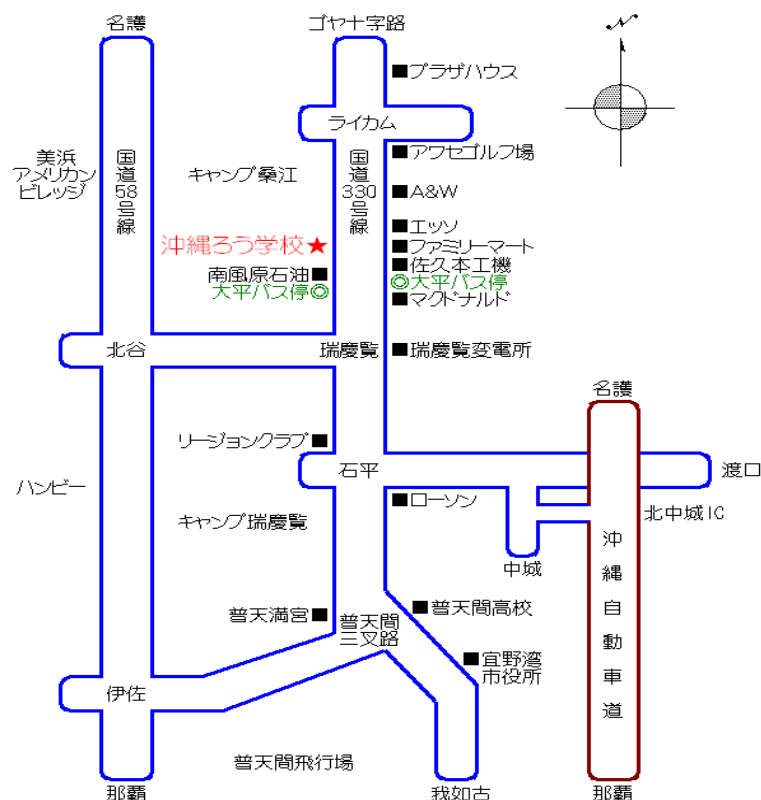 名護
ゴヤ十字路
N
プラザハウス
ライカム
アワセゴルフ場
美浜
アメリカン
ビレッジ
国道58号線
キャンプ桑江
国道330号線
A&W
エッソ
沖縄ろう学校★
ファミリーマート
佐久本工機
南風原石油
大平バス停◎
◎大平バス停
マクドナルド
北谷
瑞慶覧
瑞慶覧変電所
名護
リージョンクラブ
石平
渡口
ハンビー
ローソン
キャンプ瑞慶覧
北中城IC
中城
沖縄自動車道
普天満宮
普天間
三叉路
普天間高校
宜野湾
市役所
伊佐
普天間飛行場
那覇
我如古
那覇